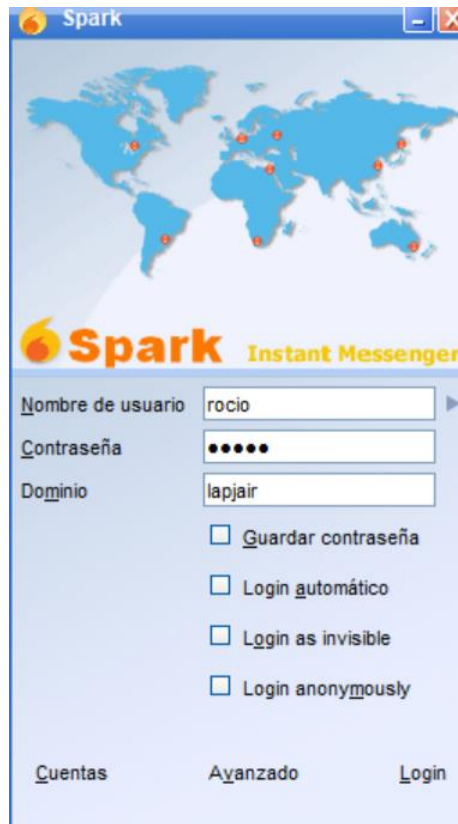 Spark
Spark Instant Messenger
Nombre de usuario rocio
Contraseña •••••
Dominio lapjair
Guardar contraseña
Login automático
Login as invisible
Login anonymously
Cuentas Avanzado Login